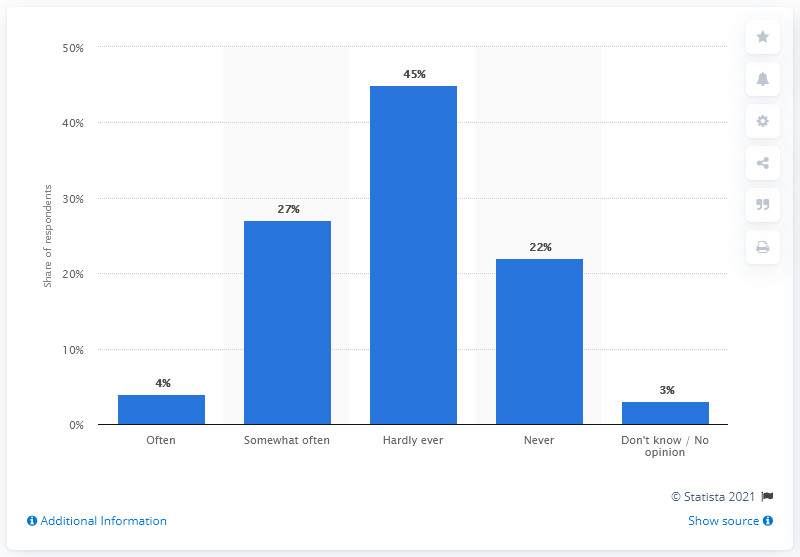 50%
40%
30%
20%
10%
0%
Share of respondents
4%
27%
45%
22%
3%
Often
Somewhat often
Hardly ever
Never
Don't know / No
opinion
© Statista 2021
Additional Information
Show source